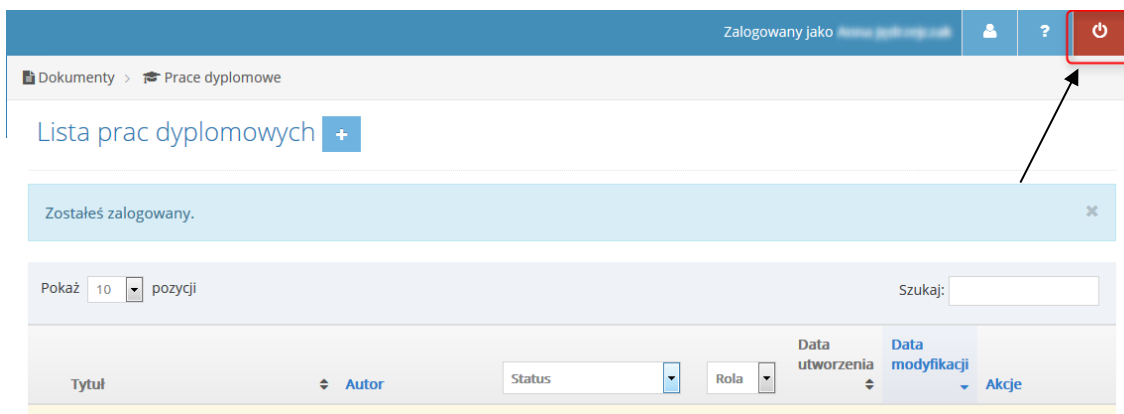 Zalogowany jako
?
Dokumenty > Prace dyplomowe
Lista prac dyplomowych +
Zostałeś zalogowany.
×
Pokaż 10 pozycji
Szukaj:
Tytuł Autor Status Rola Data utworzenia Data modyfikacji Akcje